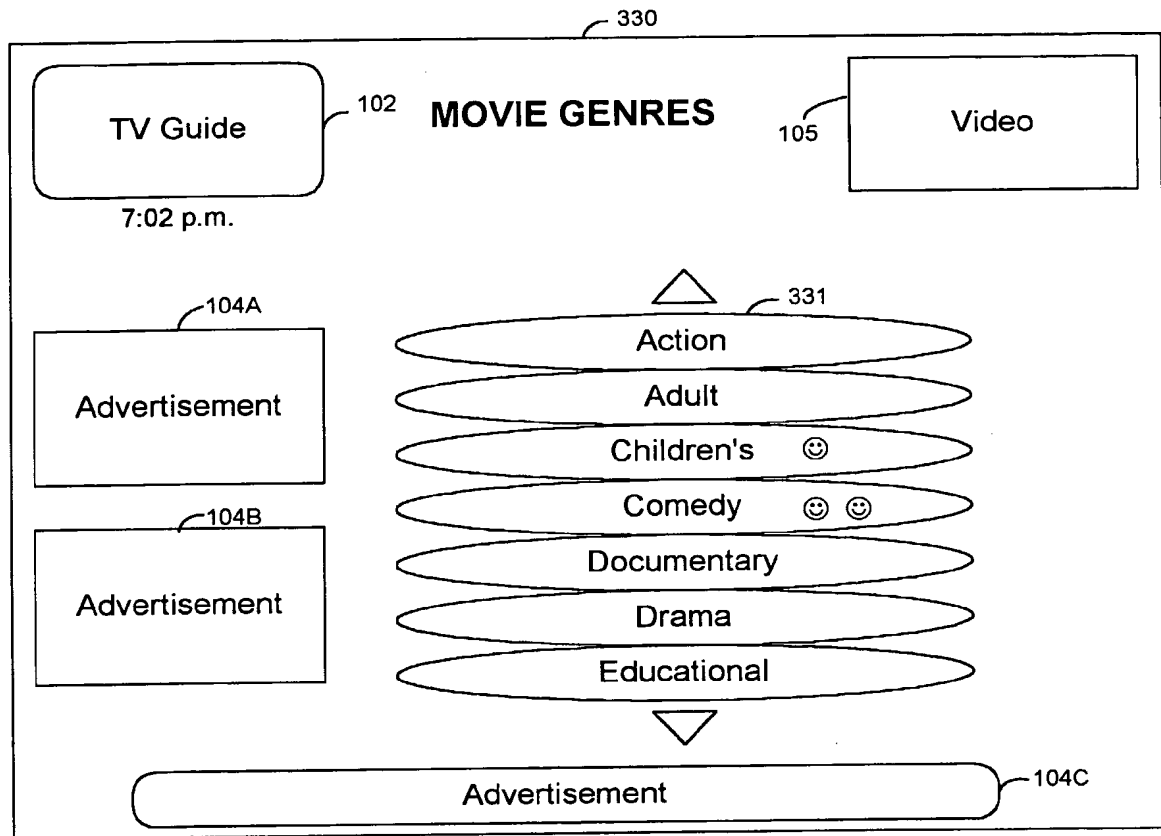 330
TV Guide
102
MOVIE GENRES
105
Video
7:02 p.m.
104A
Advertisement
104B
Advertisement
331
Action
Adult
Children's
Comedy
Documentary
Drama
Educational
Advertisement
104C